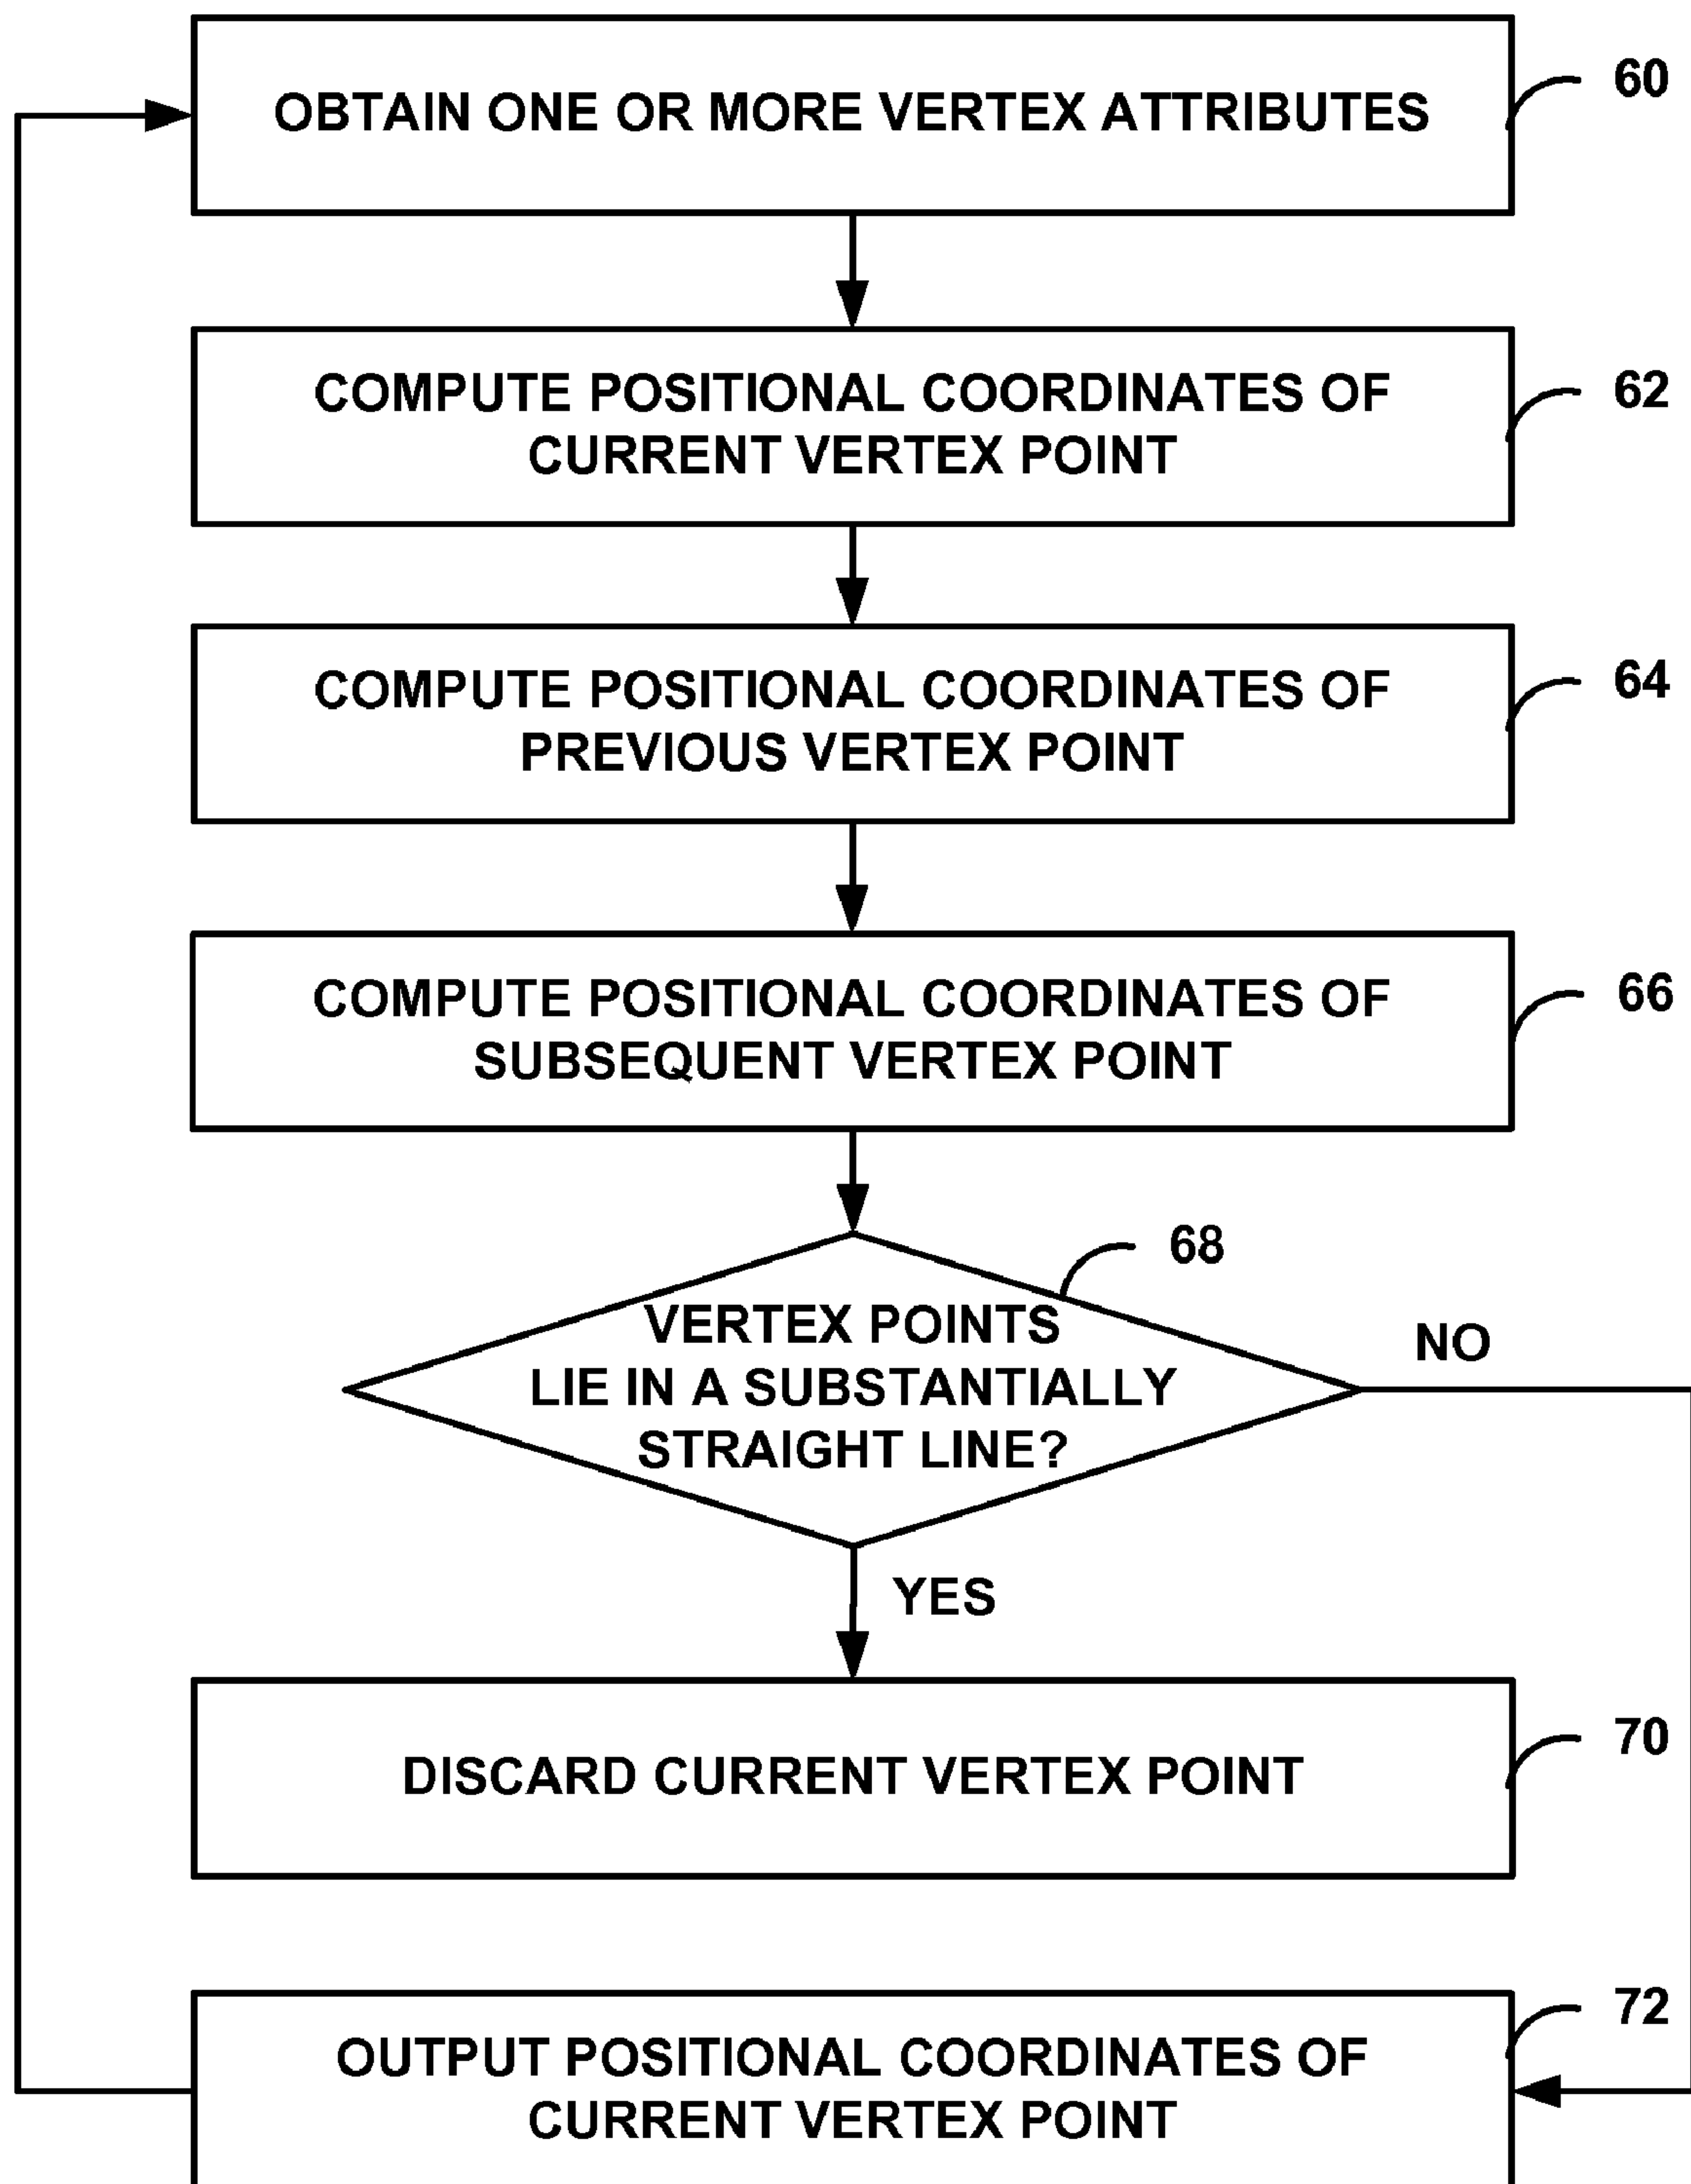 OBTAIN ONE OR MORE VERTEX ATTRIBUTES
60
COMPUTE POSITIONAL COORDINATES OF
CURRENT VERTEX POINT
62
COMPUTE POSITIONAL COORDINATES OF
PREVIOUS VERTEX POINT
64
COMPUTE POSITIONAL COORDINATES OF
SUBSEQUENT VERTEX POINT
66
68
VERTEX POINTS
LIE IN A SUBSTANTIALLY
STRAIGHT LINE?
NO
YES
DISCARD CURRENT VERTEX POINT
70
OUTPUT POSITIONAL COORDINATES OF
CURRENT VERTEX POINT
72